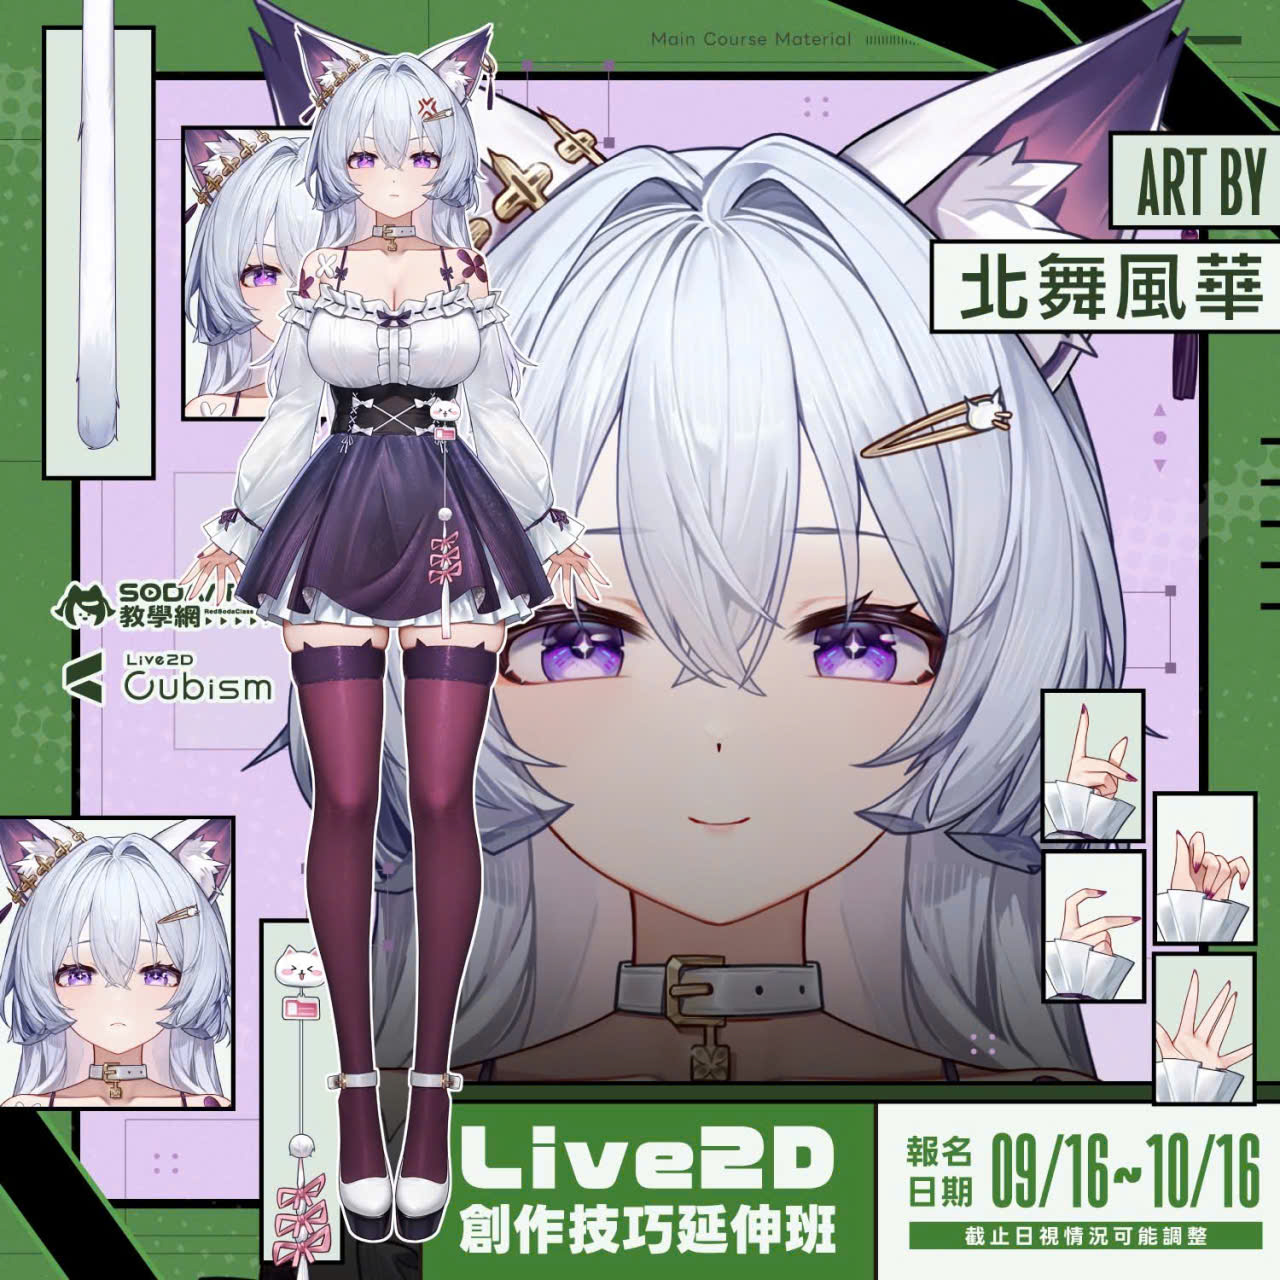 Main Course Material
ART BY
北舞風華
教學網
RedSodaClass
Live2D
Cubism
Live2D
創作技巧延伸班
報名
日期
09/16~10/16
截止日視情況可能調整